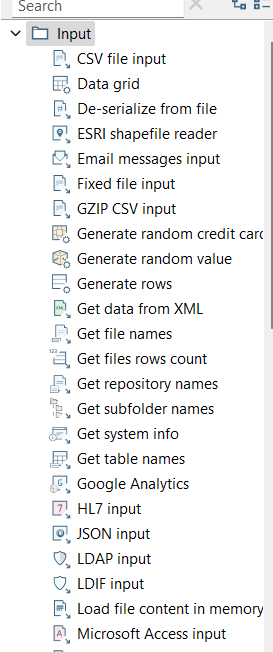 Search
Input
CSV file input
Data grid
De-serialize from file
ESRI shapefile reader
Email messages input
Fixed file input
GZIP CSV input
Generate random credit card
Generate random value
Generate rows
Get data from XML
Get file names
Get files rows count
Get repository names
Get subfolder names
Get system info
Get table names
Google Analytics
HL7 input
JSON input
LDAP input
LDIF input
Load file content in memory
Microsoft Access input